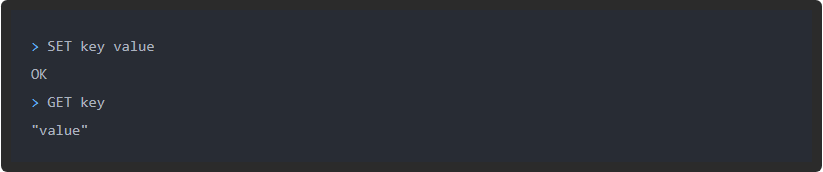 > SET key value
OK
> GET key
"value"